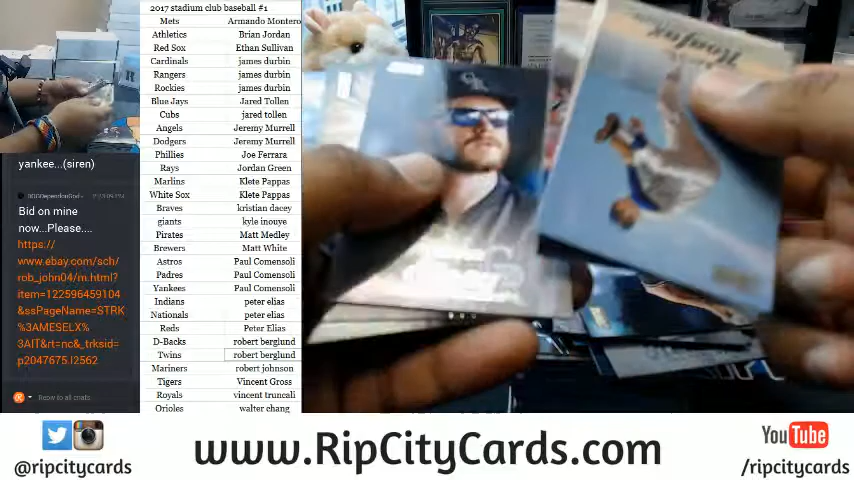 2017 stadium club baseball #1
Mets Armando Montero
Athletics Brian Jordan
Red Sox Ethan Sullivan
Cardinals james durbin
Rangers james durbin
Rockies james durbin
Blue Jays Jared Tollen
Cubs jared tollen
Angels Jeremy Murrell
Dodgers Jeremy Murrell
Phillies Joe Ferrara
Rays Jordan Green
Marlins Klete Pappas
White Sox Klete Pappas
Braves kristian dacey
giants kyle inouye
Pirates Matt Medley
Brewers Matt White
Astros Paul Comensoli
Padres Paul Comensoli
Yankees Paul Comensoli
Indians peter elias
Nationals peter elias
Reds Peter Elias
D-Backs robert berglund
Twins robert berglund
Mariners robert johnson
Tigers Vincent Gross
Royals vincent truncali
Orioles walter chang
yankee...(siren)
Bid on mine
now...Please....
https://
www.ebay.com/sch/
rob_john04/m.html?
item=122596459104
&ssPageName=STRK
%3AMESELX%
3AIT&rt=nc&_trksid=
p2047675.l2562
Reply to all chats
Koufax
@ripcitycards
www.RipCityCards.com
YouTube
/ripcitycards